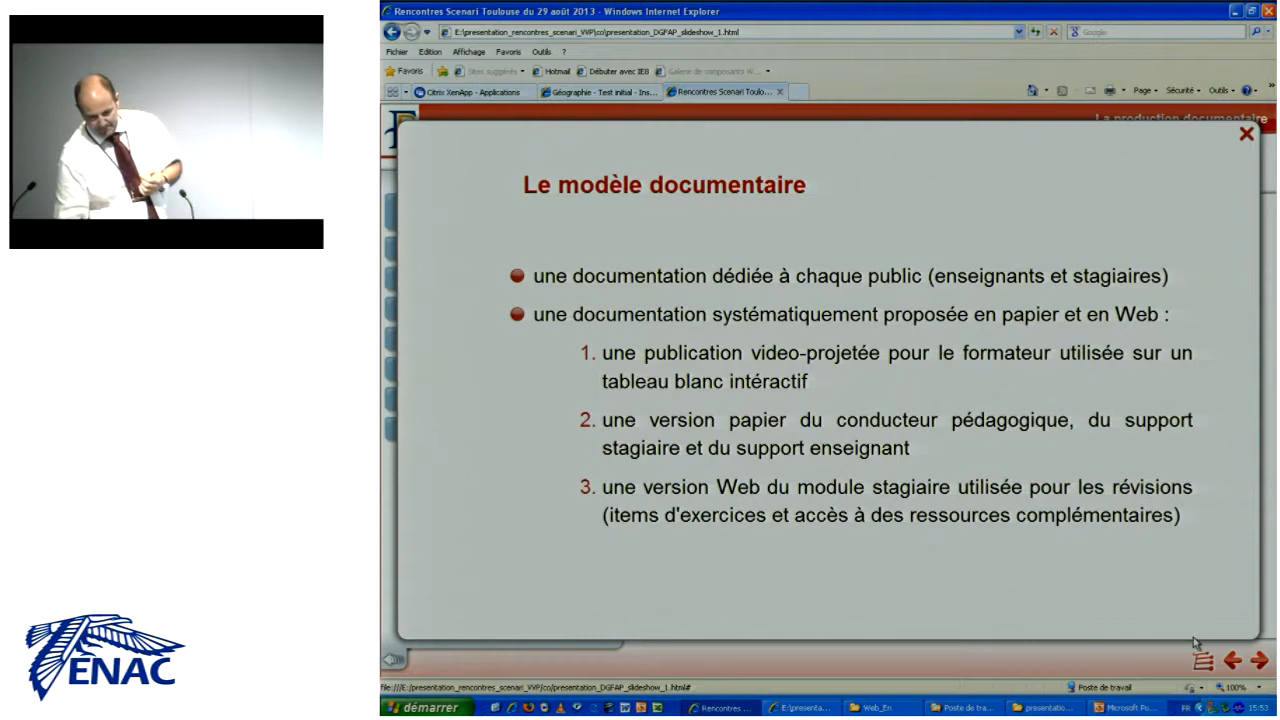 Rencontres Scenari Toulouse du 29 août 2013 - Windows Internet Explorer
E:\presentation_rencontres_scenari_VVP\co\presentation_DGFAP_slideshow_1.html
Google
Fichier Edition Affichage Favoris Outils ?
Favoris Sites suggérés Hotmail Débuter avec IE8 Galerie de composants W...
Citrix XenApp - Applications Géographie - Test initial - Ins... Rencontres Scenari Toulo... Page Sécurité Outils
La production documentaire
Le modèle documentaire
une documentation dédiée à chaque public (enseignants et stagiaires)
une documentation systématiquement proposée en papier et en Web :
1. une publication video-projetée pour le formateur utilisée sur un
tableau blanc intéractif
2. une version papier du conducteur pédagogique, du support
stagiaire et du support enseignant
3. une version Web du module stagiaire utilisée pour les révisions
(items d'exercices et accès à des ressources complémentaires)
ENAC
file:///E:/presentation_rencontres_scenari_VVP/co/presentation_DGFAP_slideshow_1.html# Poste de travail 100%
démarrer Rencontres ... E:\presenta... Web_En Poste de tra... presentatio... Microsoft Po... FR 15:53